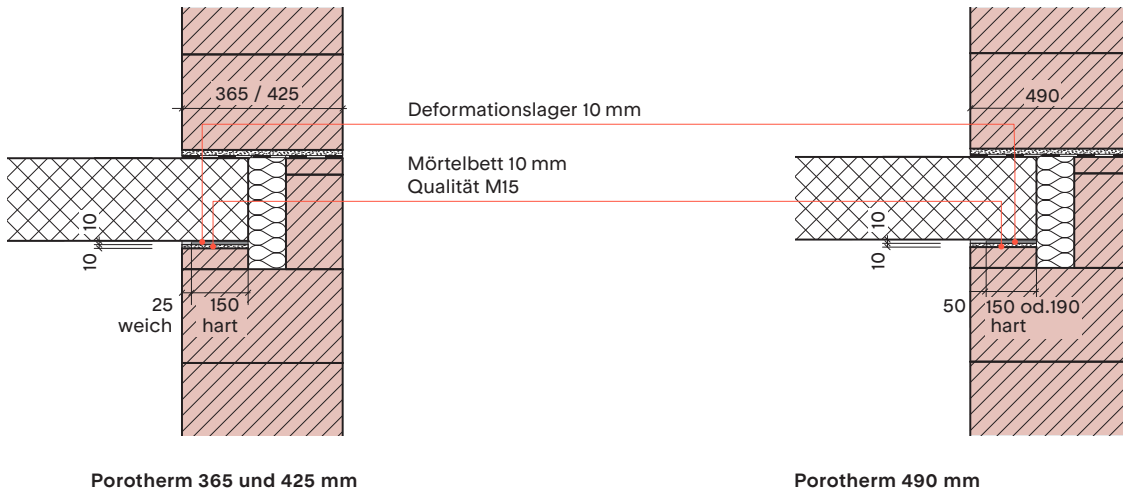 365 / 425
490
Deformationslager 10 mm
Mörtelbett 10 mm
Qualität M15
10
10
10
10
25
weich
150
hart
50
150 od.190
hart
Porotherm 365 und 425 mm
Porotherm 490 mm